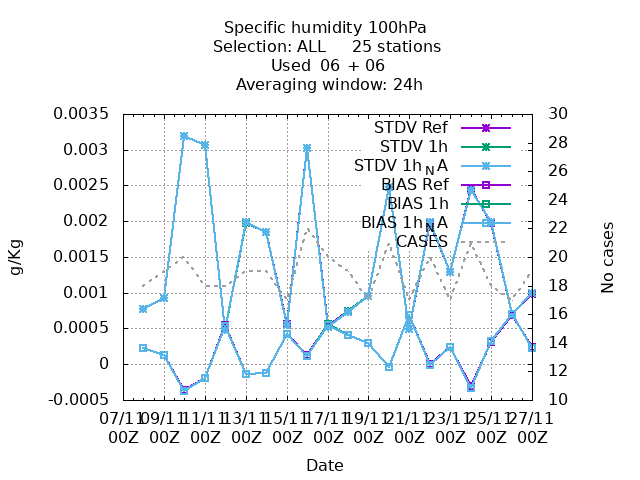 Specific humidity 100hPa
Selection: ALL 25 stations
Used 06 + 06
Averaging window: 24h
0.0035
0.003
0.0025
0.002
0.0015
0.001
0.0005
0
-0.0005
g/Kg
30
28
26
24
22
20
18
16
14
12
10
No cases
STDV Ref
STDV 1h
STDV 1h_NA
BIAS Ref
BIAS 1h
BIAS 1h_NA
CASES
07/11 09/11 11/11 13/11 15/11 17/11 19/11 21/11 23/11 25/11 27/11
00Z 00Z 00Z 00Z 00Z 00Z 00Z 00Z 00Z 00Z 00Z
Date